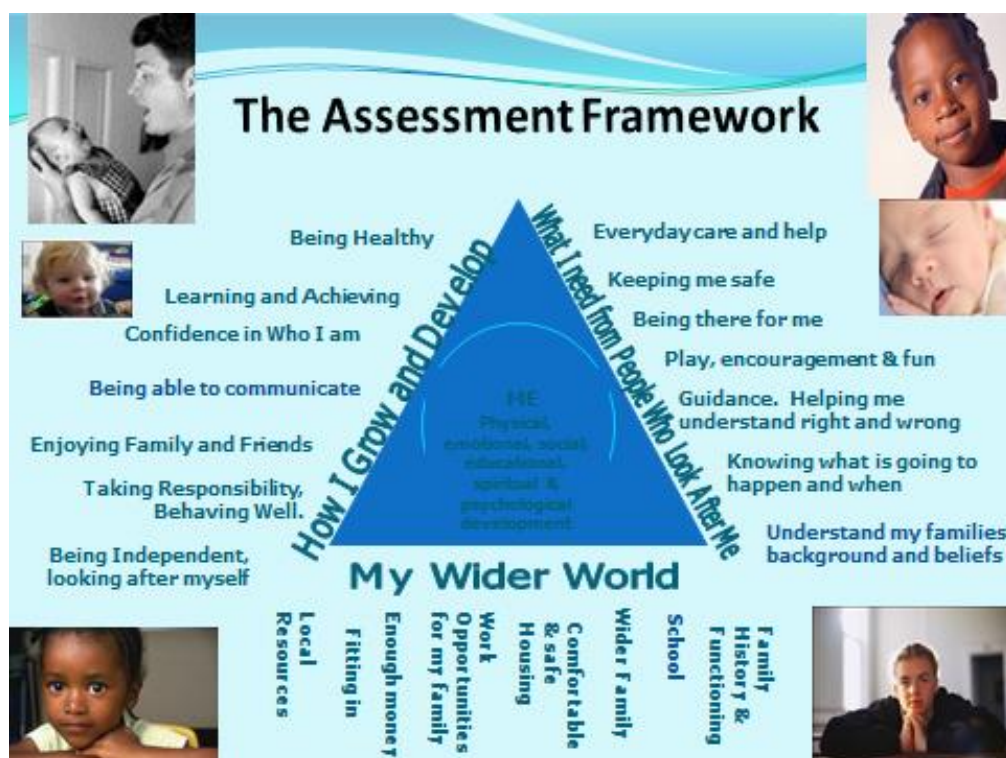 The Assessment Framework
Being Healthy
Learning and Achieving
Confidence in Who I am
Being able to communicate
Enjoying Family and Friends
Taking Responsibility,
Behaving Well.
Being Independent,
looking after myself
How I Grow and Develop
What I need from People Who Look After Me
Everyday care and help
Keeping me safe
Being there for me
Play, encouragement & fun
Guidance. Helping me
understand right and wrong
Knowing what is going to
happen and when
Understand my families
background and beliefs
HE
Physical,
emotional, social,
educational,
spiritual &
psychological
development
My Wider World
Local
Resources
Fitting in
Enough money
Work
Opportunities
for my family
Comfortable
& safe
Housing
Wider Family
School
Family
History &
Functioning